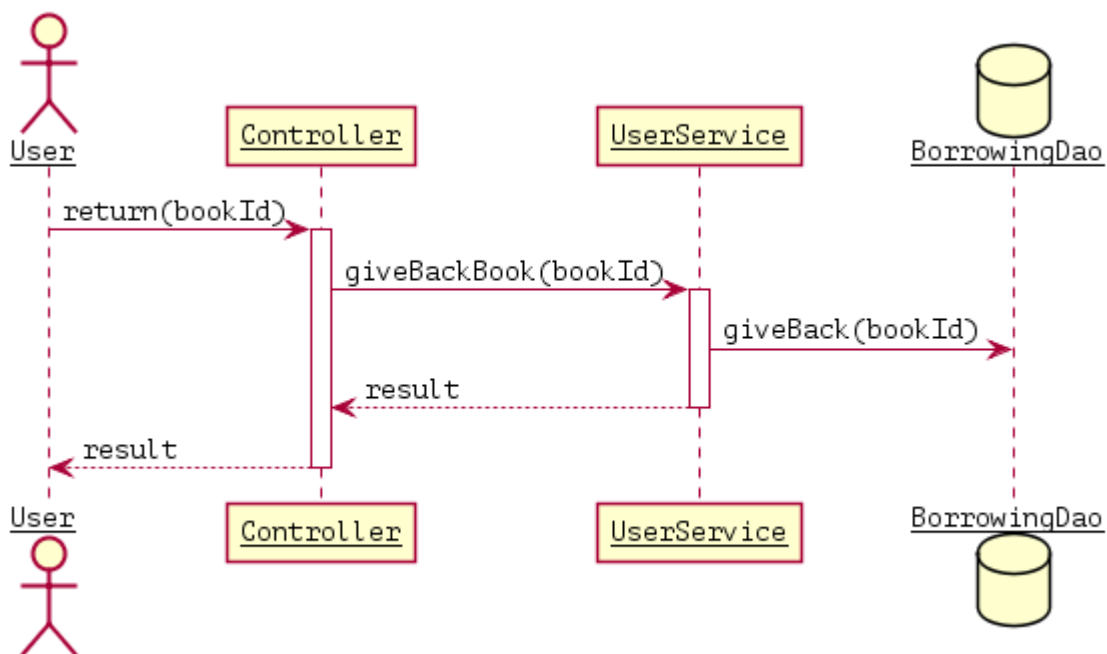 User
Controller
UserService
BorrowingDao
return(bookId)
giveBackBook(bookId)
giveBack(bookId)
result
result
User
Controller
UserService
BorrowingDao